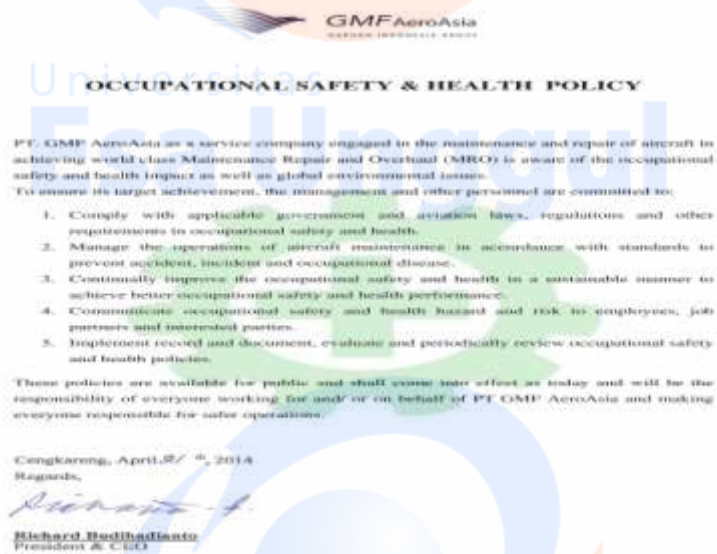 GMF AeroAsia
GARUDA INDONESIA GROUP
Universitas
Esa Unggul
OCCUPATIONAL SAFETY & HEALTH POLICY
PT. GMF AeroAsia as a service company engaged in the maintenance and repair of aircraft in
achieving world class Maintenance Repair and Overhaul (MRO) is aware of the occupational
safety and health impact as well as global environmental issues.
To ensure its target achievement, the management and other personnel are committed to:
1. Comply with applicable government and aviation laws, regulations and other
requirements in occupational safety and health.
2. Manage the operations of aircraft maintenance in accordance with standards to
prevent accident, incident and occupational disease.
3. Continually improve the occupational safety and health in a sustainable manner to
achieve better occupational safety and health performance.
4. Communicate occupational safety and health hazard and risk to employees, job
partners and interested parties.
5. Implement record and document, evaluate and periodically review occupational safety
and health policies.
These policies are available for public and shall come into effect as today and will be the
responsibility of everyone working for and/ or on behalf of PT GMF AeroAsia and making
everyone responsible for safer operations.
Cengkareng, April th, 2014
Regards,
Richard Budihadianto
President & CEO